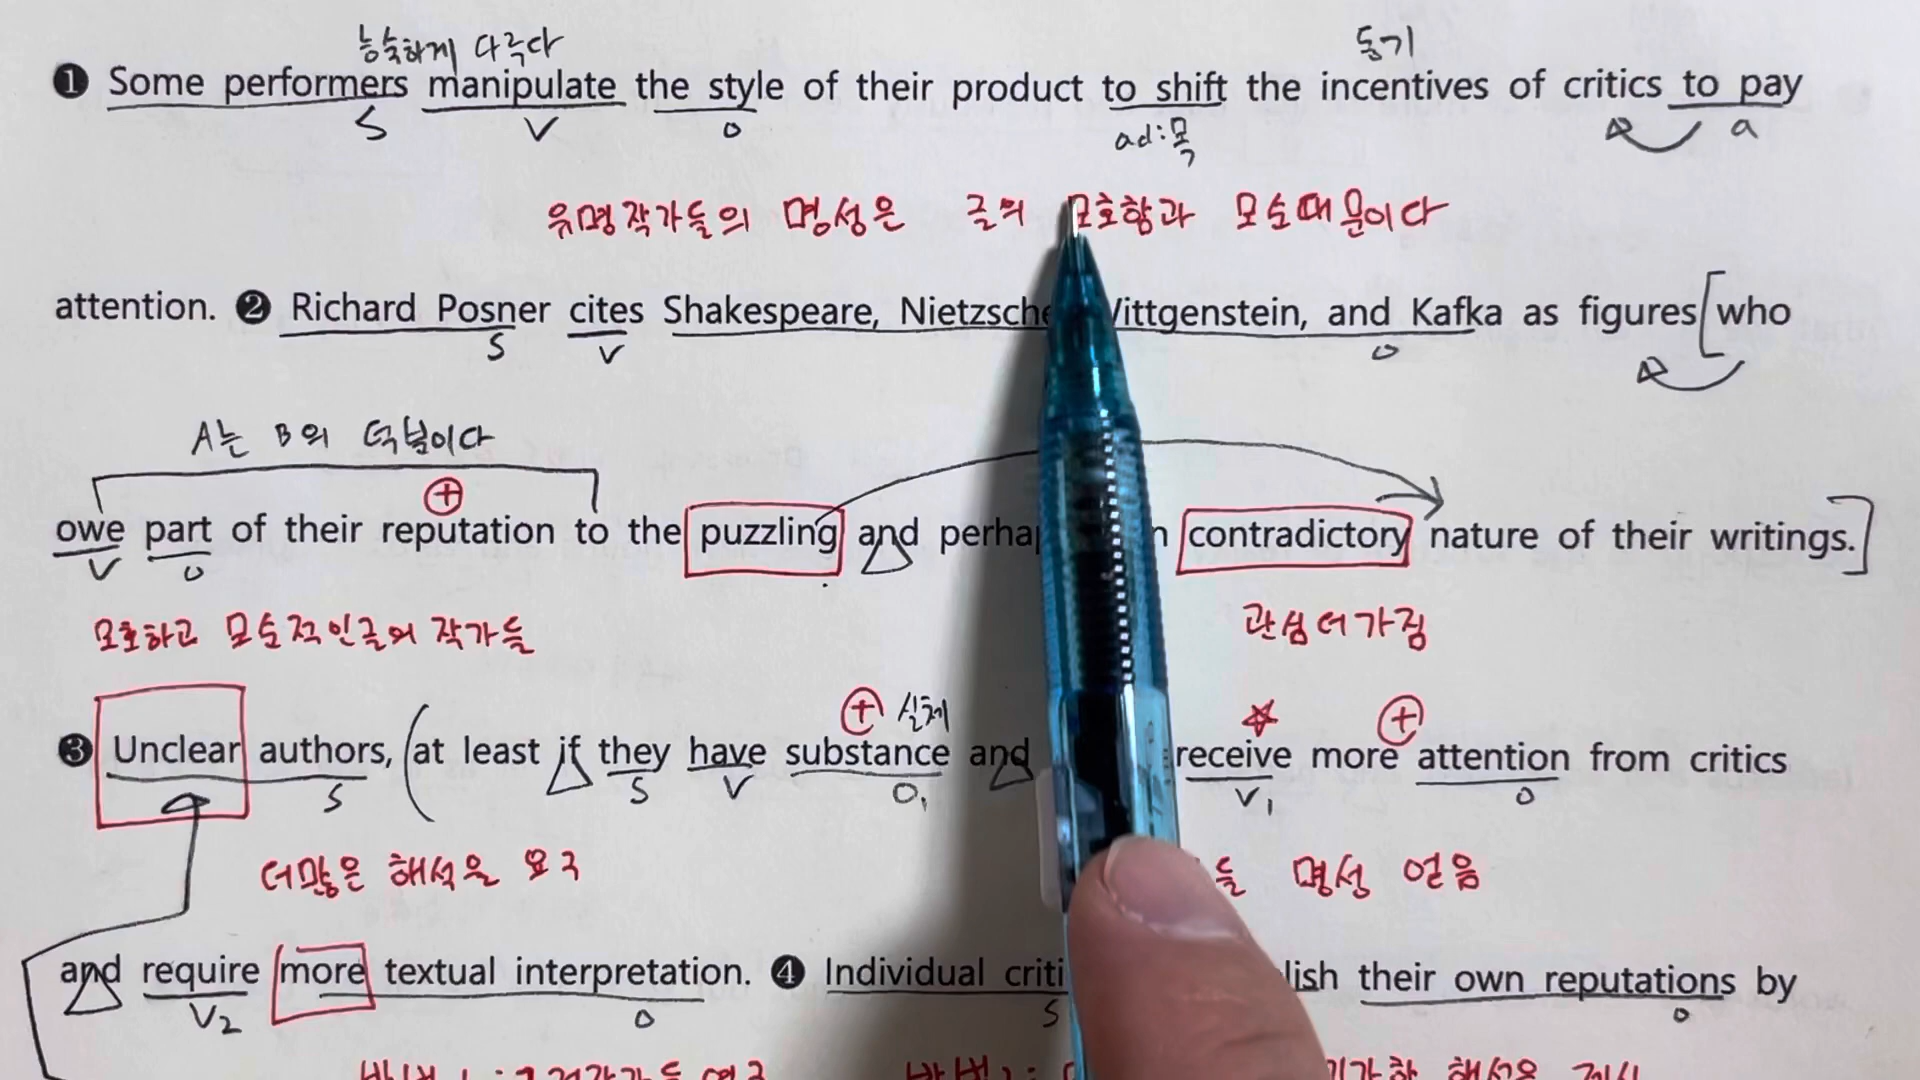 능숙하게 다루다 동기
❶ Some performers manipulate the style of their product to shift the incentives of critics to pay
S V o ad:목 a
유명작가들의 명성은 글의 모호함과 모순때문이다
attention. ❷ Richard Posner cites Shakespeare, Nietzsche, Wittgenstein, and Kafka as figures [who
S V o
A는 B의 덕분이다
+
owe part of their reputation to the puzzling and contradictory nature of their writings.]
V o
모호하고 모순적인글의 작가들 관심더가짐
+ 실체 +
❸ Unclear authors, (at least if they have substance and receive more attention from critics
S S V O₁ V₁ o
더많은 해석을 요구 들 명성 얻음
and require more textual interpretation. ❹ Individual their own reputations by
V₂ o S o